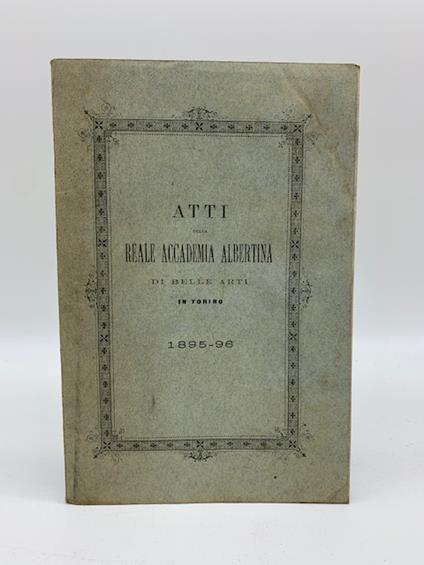 ATTI
DELLA
REALE ACCADEMIA ALBERTINA
DI BELLE ARTI
IN TORINO
1895-96